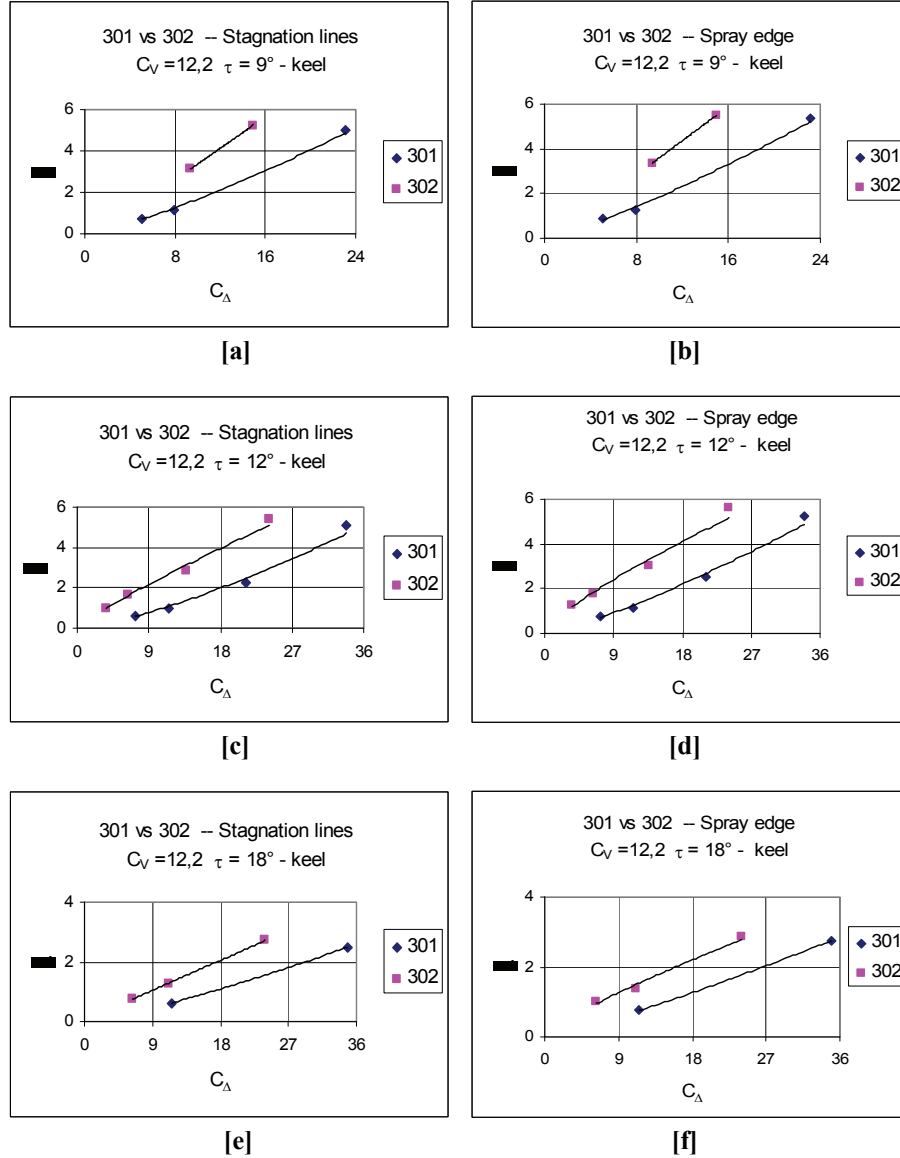 301 vs 302 -- Stagnation lines
CV =12,2 τ = 9° - keel
6
4
2
0
0 8 16 24
CΔ
301
302
[a]
301 vs 302 -- Spray edge
CV =12,2 τ = 9° - keel
6
4
2
0
0 8 16 24
CΔ
301
302
[b]
301 vs 302 -- Stagnation lines
CV =12,2 τ = 12° - keel
6
4
2
0
0 9 18 27 36
CΔ
301
302
[c]
301 vs 302 -- Spray edge
CV =12,2 τ = 12° - keel
6
4
2
0
0 9 18 27 36
CΔ
301
302
[d]
301 vs 302 -- Stagnation lines
CV =12,2 τ = 18° - keel
4
2
0
0 9 18 27 36
CΔ
301
302
[e]
301 vs 302 -- Spray edge
CV =12,2 τ = 18° - keel
4
2
0
0 9 18 27 36
CΔ
301
302
[f]